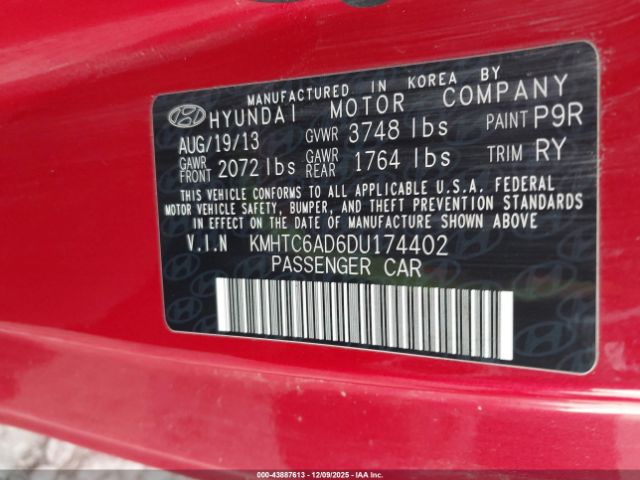 MANUFACTURED IN KOREA BY
HYUNDAI MOTOR COMPANY
AUG/19/13 GVWR 3748 lbs PAINT P9R
GAWR FRONT 2072 lbs GAWR REAR 1764 lbs TRIM RY
THIS VEHICLE CONFORMS TO ALL APPLICABLE U.S.A. FEDERAL
MOTOR VEHICLE SAFETY, BUMPER, AND THEFT PREVENTION STANDARDS
IN EFFECT ON THE DATE OF MANUFACTURE SHOWN ABOVE.
V.I.N KMHTC6AD6DU174402
PASSENGER CAR
000-43887613 - 12/09/2025 - IAA, Inc.